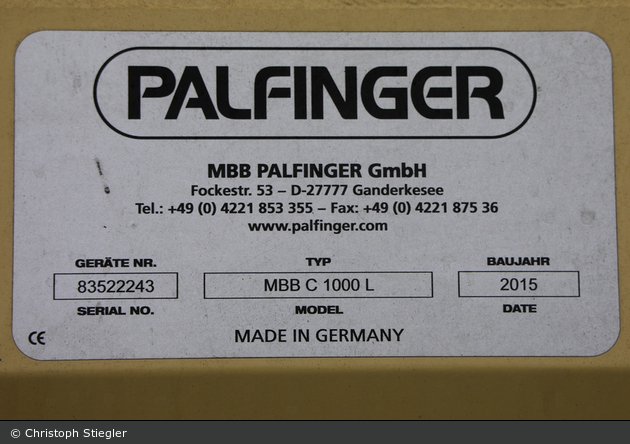 PALFINGER
MBB PALFINGER GmbH
Fockestr. 53 – D-27777 Ganderkesee
Tel.: +49 (0) 4221 853 355 – Fax: +49 (0) 4221 875 36
www.palfinger.com
GERÄTE NR. TYP BAUJAHR
83522243 MBB C 1000 L 2015
SERIAL NO. MODEL DATE
CE MADE IN GERMANY
© Christoph Stiegler